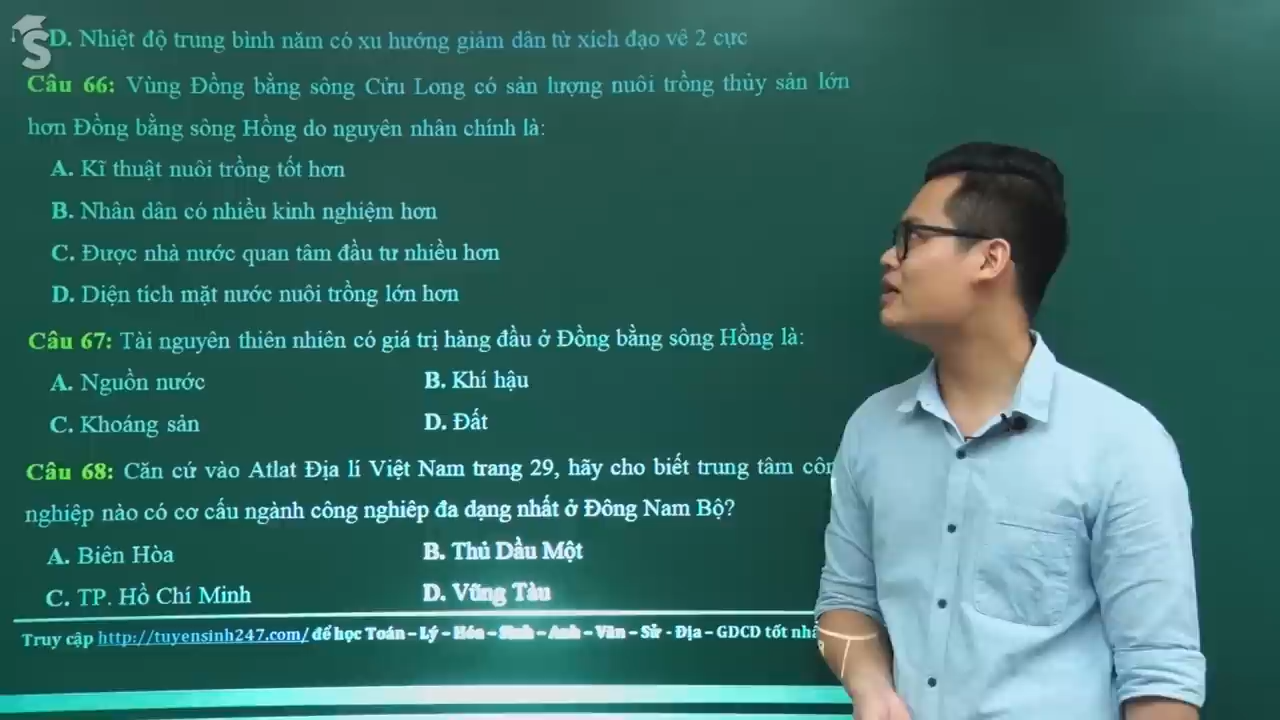 D. Nhiệt độ trung bình năm có xu hướng giảm dần từ xích đạo về 2 cực
Câu 66: Vùng Đồng bằng sông Cửu Long có sản lượng nuôi trồng thủy sản lớn
hơn Đồng bằng sông Hồng do nguyên nhân chính là:
A. Kĩ thuật nuôi trồng tốt hơn
B. Nhân dân có nhiều kinh nghiệm hơn
C. Được nhà nước quan tâm đầu tư nhiều hơn
D. Diện tích mặt nước nuôi trồng lớn hơn
Câu 67: Tài nguyên thiên nhiên có giá trị hàng đầu ở Đồng bằng sông Hồng là:
A. Nguồn nước B. Khí hậu
C. Khoáng sản D. Đất
Câu 68: Căn cứ vào Atlat Địa lí Việt Nam trang 29, hãy cho biết trung tâm
nghiệp nào có cơ cấu ngành công nghiêp đa dạng nhất ở Đông Nam Bộ?
A. Biên Hòa B. Thủ Dầu Một
C. TP. Hồ Chí Minh D. Vũng Tàu
Truy cập http://tuyensinh247.com/ để học Toán – Lý – Hóa – Sinh – Anh – Văn – Sử - Địa – GDCD tốt